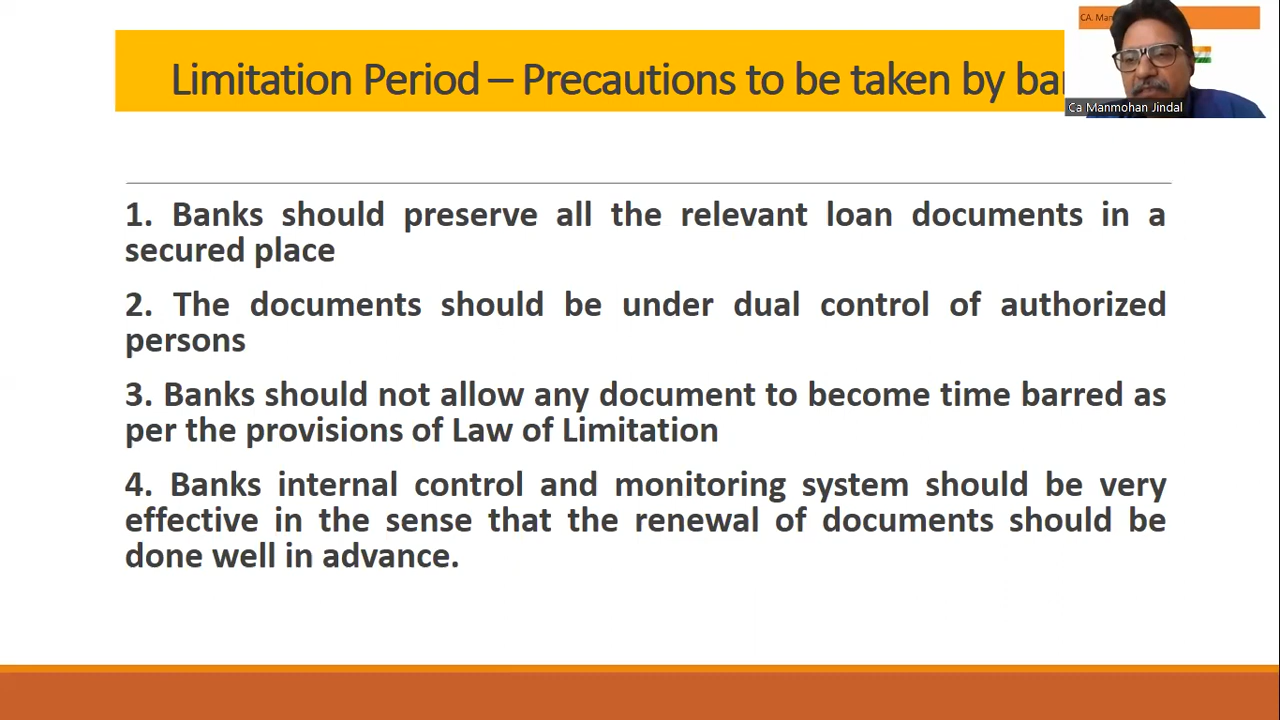 Limitation Period – Precautions to be taken by
CA.
Ca Manmohan Jindal
1. Banks should preserve all the relevant loan documents in a
secured place
2. The documents should be under dual control of authorized
persons
3. Banks should not allow any document to become time barred as
per the provisions of Law of Limitation
4. Banks internal control and monitoring system should be very
effective in the sense that the renewal of documents should be
done well in advance.